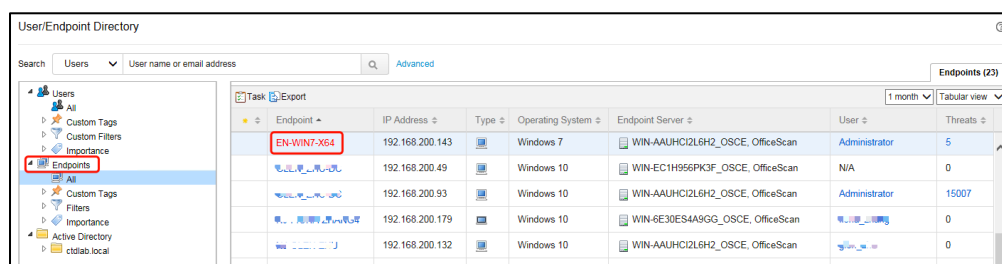 User/Endpoint Directory
Search Users User name or email address Advanced
Endpoints (23)
Users
All
Custom Tags
Custom Filters
Importance
Endpoints
All
Custom Tags
Filters
Importance
Active Directory
ctdlab.local
Task Export 1 month Tabular view
Endpoint IP Address Type Operating System Endpoint Server User Threats
EN-WIN7-X64 192.168.200.143 Windows 7 WIN-AAUHCI2L6H2_OSCE, OfficeScan Administrator 5
192.168.200.49 Windows 10 WIN-EC1H956PK3F_OSCE, OfficeScan N/A 0
192.168.200.93 Windows 10 WIN-AAUHCI2L6H2_OSCE, OfficeScan Administrator 15007
192.168.200.179 Windows 10 WIN-6E30ES4A9GG_OSCE, OfficeScan 0
192.168.200.132 Windows 10 WIN-AAUHCI2L6H2_OSCE, OfficeScan 0